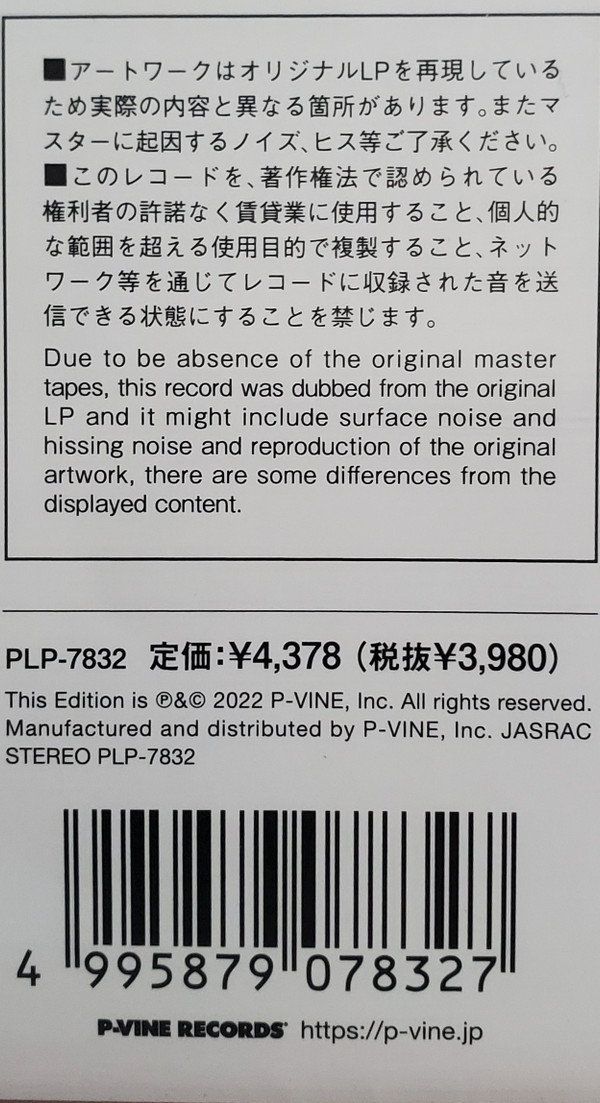 ■アートワークはオリジナルLPを再現している
ため実際の内容と異なる箇所があります。またマ
スターに起因するノイズ、ヒス等ご了承ください。
■このレコードを、著作権法で認められている
権利者の許諾なく賃貸業に使用すること、個人的
な範囲を超える使用目的で複製すること、ネット
ワーク等を通じてレコードに収録された音を送
信できる状態にすることを禁じます。
Due to be absence of the original master
tapes, this record was dubbed from the original
LP and it might include surface noise and
hissing noise and reproduction of the original
artwork, there are some differences from the
displayed content.
PLP-7832 定価:¥4,378 (税抜¥3,980)
This Edition is ℗&© 2022 P-VINE, Inc. All rights reserved.
Manufactured and distributed by P-VINE, Inc. JASRAC
STEREO PLP-7832
4 995879 078327
P-VINE RECORDS https://p-vine.jp